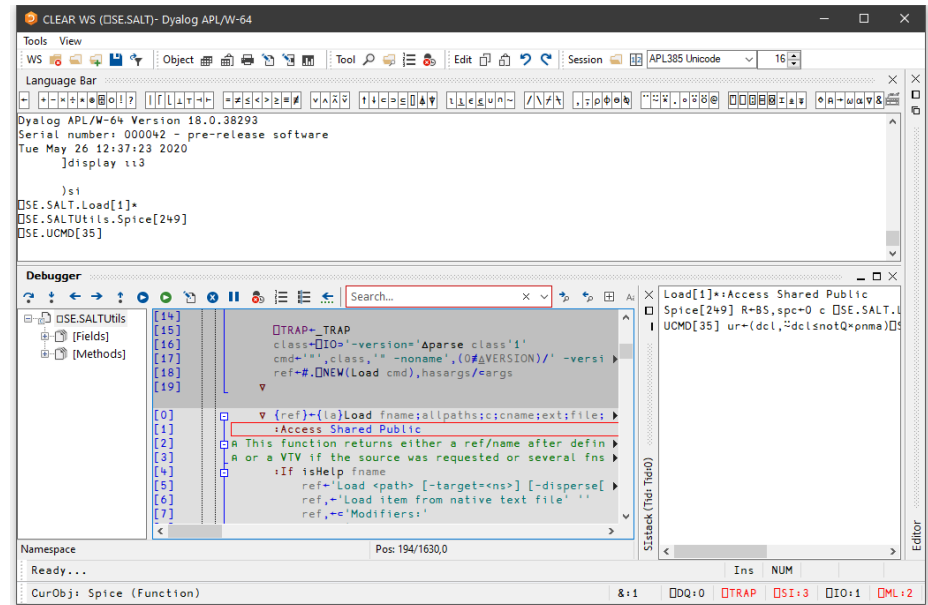 CLEAR WS (⎕SE.SALT)- Dyalog APL/W-64
Tools View
WS Object Tool Edit Session APL385 Unicode 16
Language Bar
Dyalog APL/W-64 Version 18.0.38293
Serial number: 000042 - pre-release software
Tue May 26 12:37:23 2020
]display ⍳⍳3
)si
⎕SE.SALT.Load[1]*
⎕SE.SALTUtils.Spice[249]
⎕SE.UCMD[35]
Debugger
Search...
⎕SE.SALTUtils
[Fields]
[Methods]
[14]
[15] ⎕TRAP←_TRAP
[16] class←⎕IO⊃'-version='∆parse class'1'
[17] cmd←'"',class,'" -noname',(0≢∆VERSION)/' -versi
[18] ref←#.⎕NEW(Load cmd),hasargs/⊂args
[19] ∇
[0] ∇ {ref}←{la}Load fname;allpaths;c;cname;ext;file;
[1] :Access Shared Public
[2] ⍝ This function returns either a ref/name after defin
[3] ⍝ or a VTV if the source was requested or several fns
[4] :If isHelp fname
[5] ref←'Load <path> [-target=<ns>] [-disperse[
[6] ref,←'Load item from native text file' ''
[7] ref,←⊂'Modifiers:'
Load[1]*:Access Shared Public
Spice[249] R←BS,spc←0 c ⎕SE.SALT.L
UCMD[35] ur←(dcl,⍨dclsnotQ×pnma)⎕S
SIstack (Tid: Tid:0)
Editor
Namespace Pos: 194/1630,0
Ready... Ins NUM
CurObj: Spice (Function) &:1 ⎕DQ:0 ⎕TRAP ⎕SI:3 ⎕IO:1 ⎕ML:2